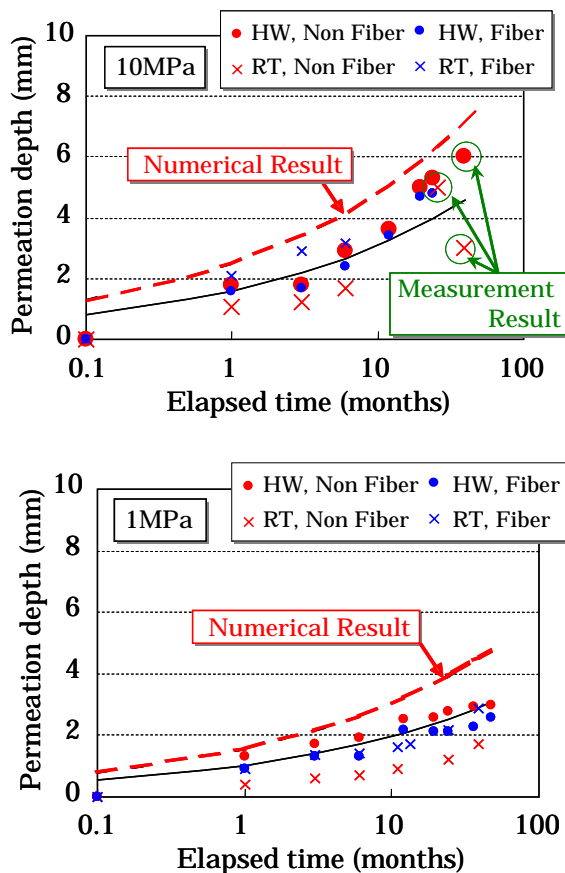 HW, Non Fiber
HW, Fiber
RT, Non Fiber
RT, Fiber
10MPa
Permeation depth (mm)
10
8
6
4
2
0
Numerical Result
Measurement
Result
0.1
1
10
100
Elapsed time (months)
HW, Non Fiber
HW, Fiber
RT, Non Fiber
RT, Fiber
1MPa
Permeation depth (mm)
10
8
6
4
2
0
Numerical Result
0.1
1
10
100
Elapsed time (months)